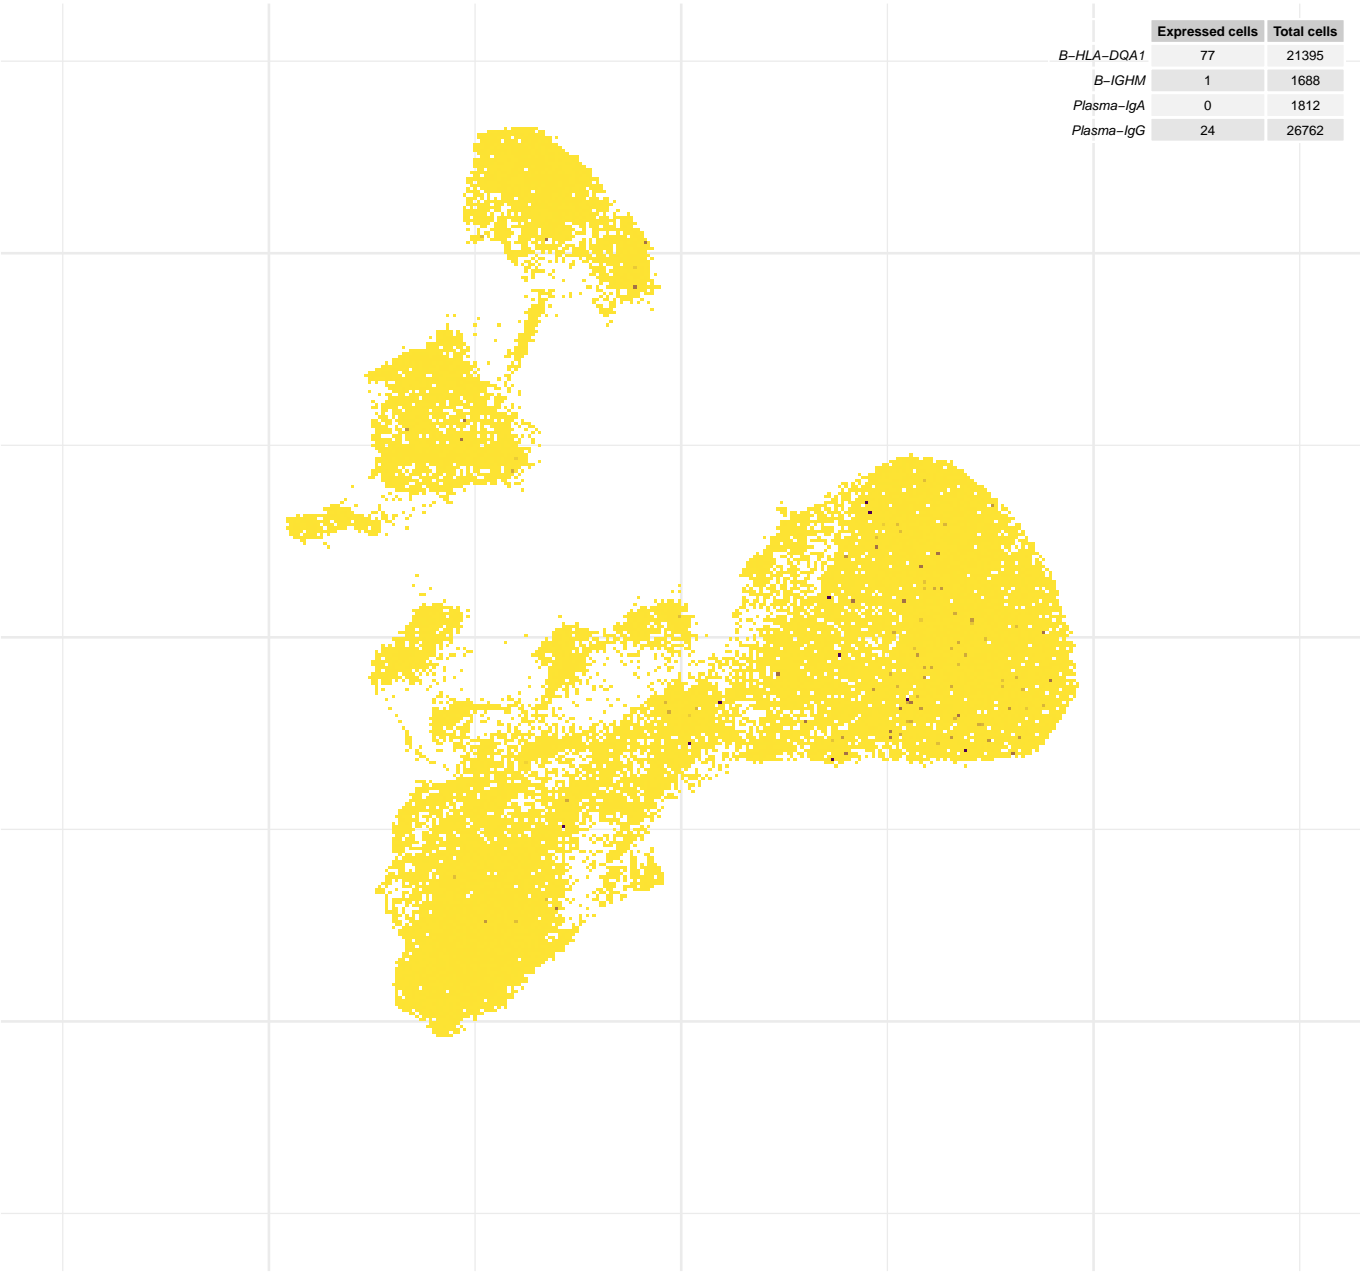 Expressed cells Total cells
B−HLA−DQA1 77 21395
B−IGHM 1 1688
Plasma−IgA 0 1812
Plasma−IgG 24 26762